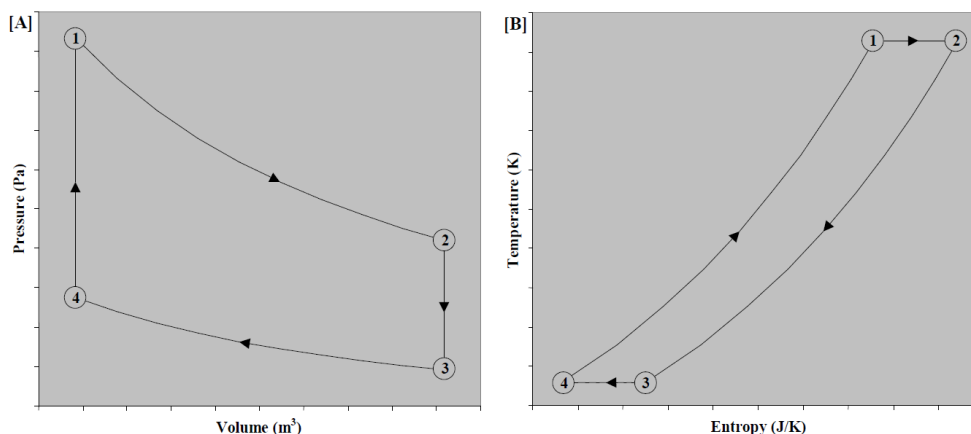 [A]
1
2
3
4
Pressure (Pa)
Volume (m³)
[B]
1
2
3
4
Temperature (K)
Entropy (J/K)